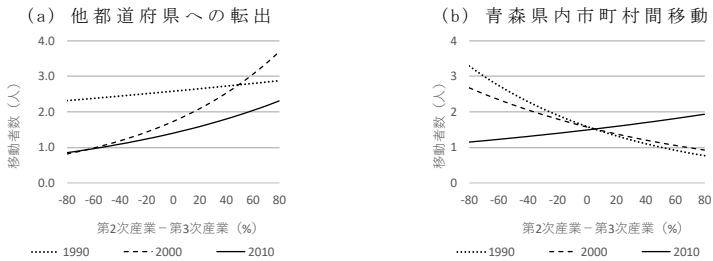 (a) 他都道府県への転出
4.0
3.0
2.0
1.0
0.0
移動者数（人）
-80 -60 -40 -20 0 20 40 60 80
第2次産業－第3次産業（%）
1990 2000 2010
(b) 青森県内市町村間移動
4
3
2
1
0
移動者数（人）
-80 -60 -40 -20 0 20 40 60 80
第2次産業－第3次産業（%）
1990 2000 2010